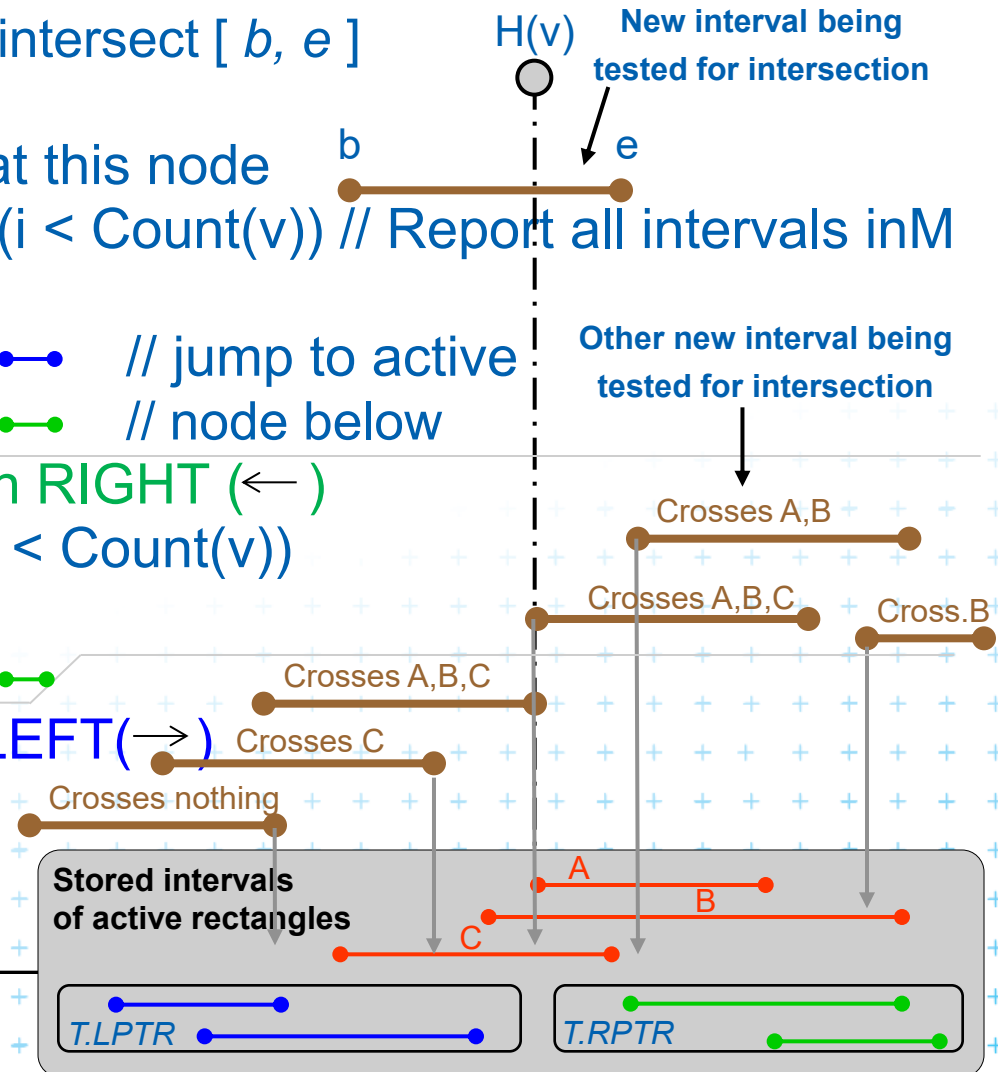 intersect [ b, e ]
H(v)
New interval being
tested for intersection
at this node
b
e
(i < Count(v)) // Report all intervals inM
// jump to active
// node below
Other new interval being
tested for intersection
n RIGHT (← )
< Count(v))
Crosses A,B
Crosses A,B,C
Cross.B
Crosses A,B,C
LEFT(→)
Crosses C
Crosses nothing
Stored intervals
of active rectangles
A
B
C
T.LPTR
T.RPTR